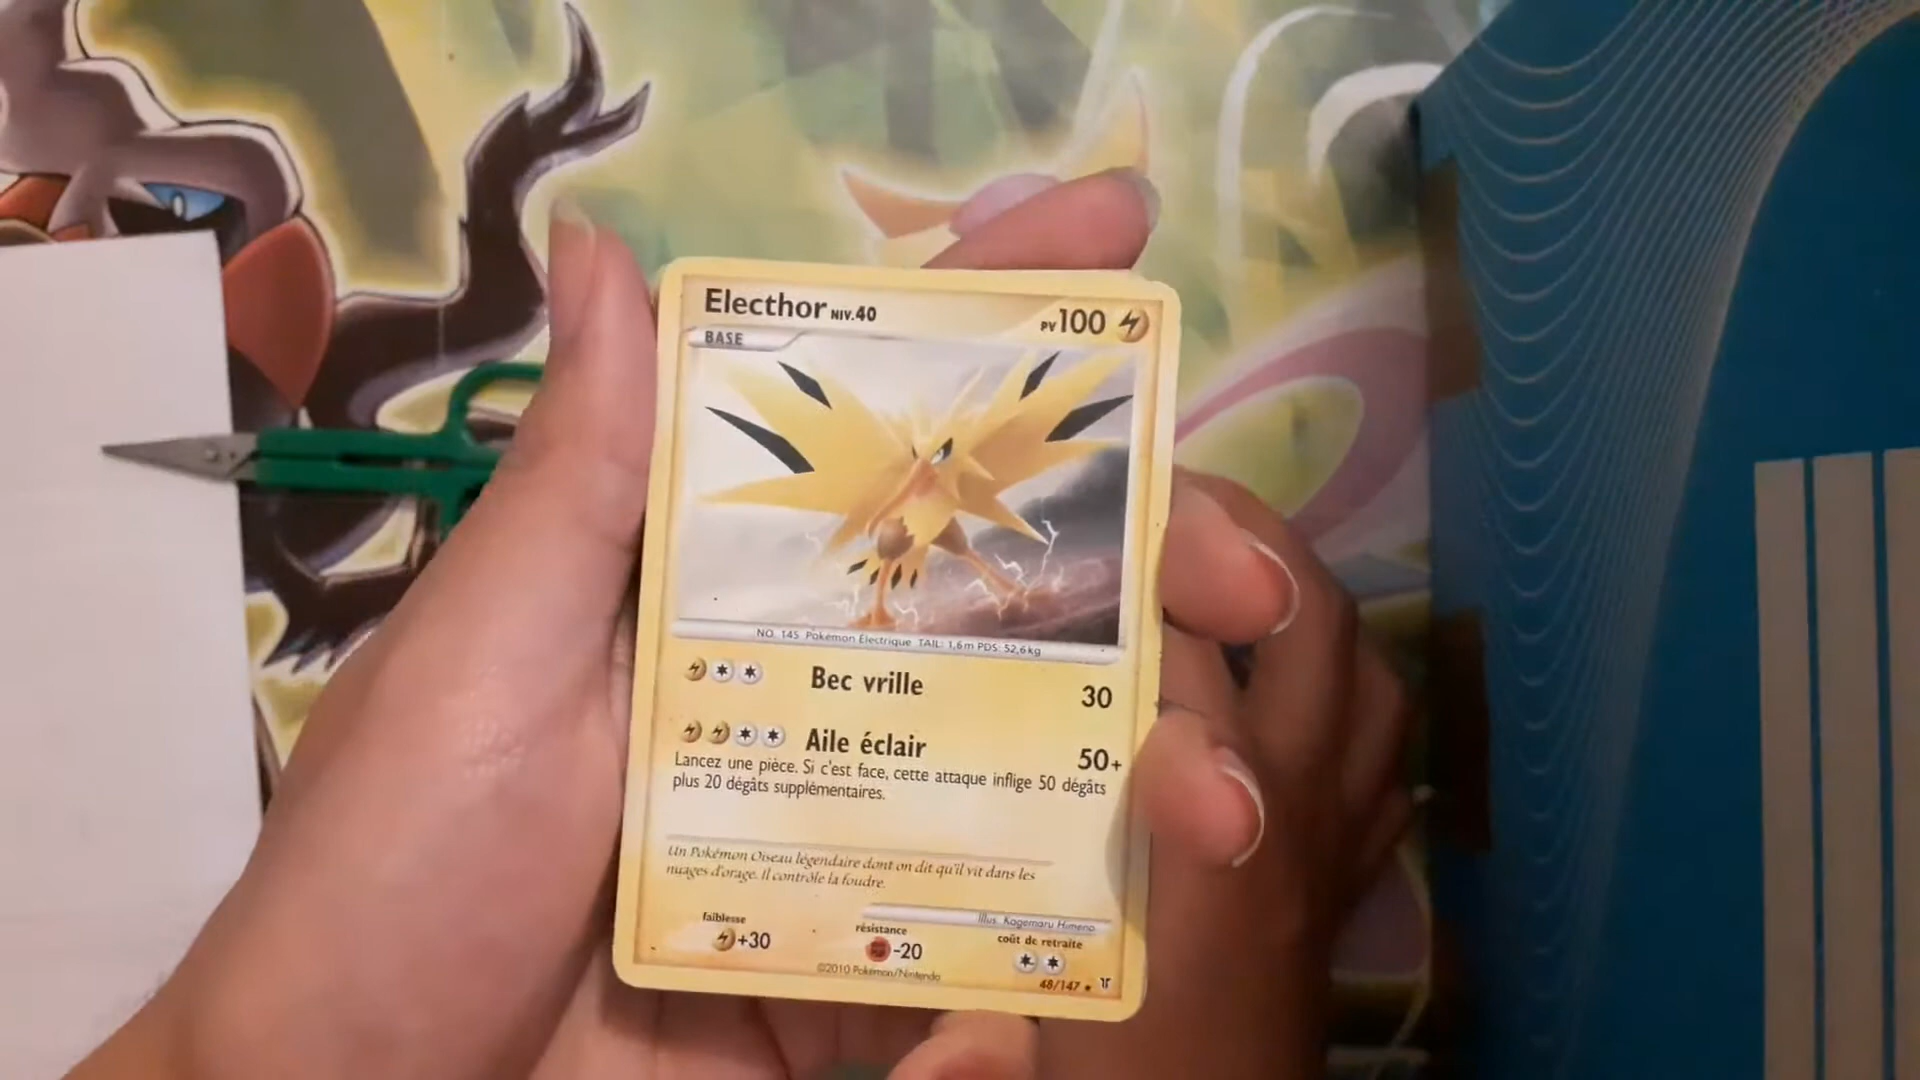 Electhor NIV.40
PV 100
BASE
NO. 145 Pokémon Électrique TAIL: 1,6m PDS: 52,6kg
Bec vrille 30
Aile éclair 50+
Lancez une pièce. Si c'est face, cette attaque inflige 50 dégâts
plus 20 dégâts supplémentaires.
Un Pokémon Oiseau légendaire dont on dit qu'il vit dans les
nuages d'orage. Il contrôle la foudre.
Illus. Kagemaru Himeno
faiblesse
+30
résistance
-20
coût de retraite
©2010 Pokémon/Nintendo
48/147